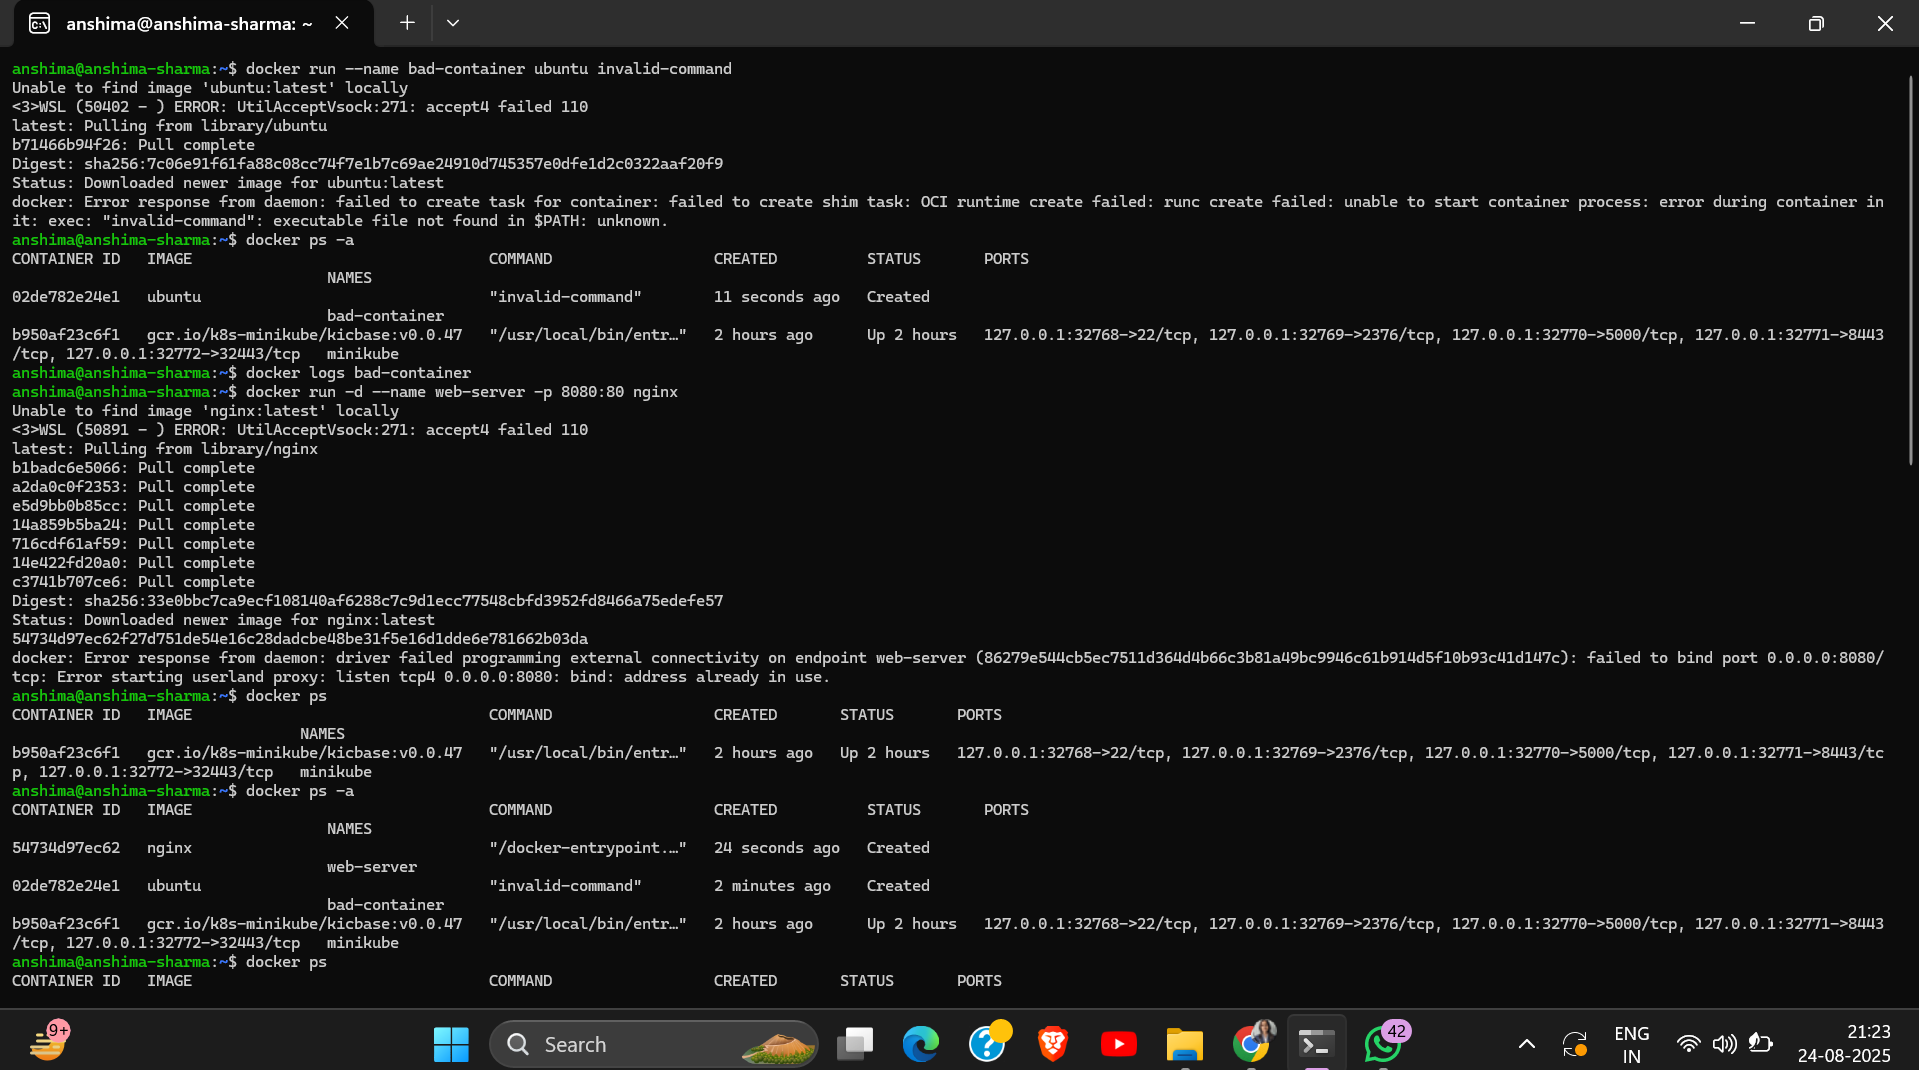 anshima@anshima-sharma: ~
anshima@anshima-sharma:~$ docker run --name bad-container ubuntu invalid-command
Unable to find image 'ubuntu:latest' locally
<3>WSL (50402 - ) ERROR: UtilAcceptVsock:271: accept4 failed 110
latest: Pulling from library/ubuntu
b71466b94f26: Pull complete
Digest: sha256:7c06e91f61fa88c08cc74f7e1b7c69ae24910d745357e0dfe1d2c0322aaf20f9
Status: Downloaded newer image for ubuntu:latest
docker: Error response from daemon: failed to create task for container: failed to create shim task: OCI runtime create failed: runc create failed: unable to start container process: error during container in
it: exec: "invalid-command": executable file not found in $PATH: unknown.
anshima@anshima-sharma:~$ docker ps -a
CONTAINER ID   IMAGE                                 COMMAND                  CREATED          STATUS       PORTS
                                   NAMES
02de782e24e1   ubuntu                                "invalid-command"        11 seconds ago   Created
                                   bad-container
b950af23c6f1   gcr.io/k8s-minikube/kicbase:v0.0.47   "/usr/local/bin/entr…"   2 hours ago      Up 2 hours   127.0.0.1:32768->22/tcp, 127.0.0.1:32769->2376/tcp, 127.0.0.1:32770->5000/tcp, 127.0.0.1:32771->8443
/tcp, 127.0.0.1:32772->32443/tcp   minikube
anshima@anshima-sharma:~$ docker logs bad-container
anshima@anshima-sharma:~$ docker run -d --name web-server -p 8080:80 nginx
Unable to find image 'nginx:latest' locally
<3>WSL (50891 - ) ERROR: UtilAcceptVsock:271: accept4 failed 110
latest: Pulling from library/nginx
b1badc6e5066: Pull complete
a2da0c0f2353: Pull complete
e5d9bb0b85cc: Pull complete
14a859b5ba24: Pull complete
716cdf61af59: Pull complete
14e422fd20a0: Pull complete
c3741b707ce6: Pull complete
Digest: sha256:33e0bbc7ca9ecf108140af6288c7c9d1ecc77548cbfd3952fd8466a75edefe57
Status: Downloaded newer image for nginx:latest
54734d97ec62f27d751de54e16c28dadcbe48be31f5e16d1dde6e781662b03da
docker: Error response from daemon: driver failed programming external connectivity on endpoint web-server (86279e544cb5ec7511d364d4b66c3b81a49bc9946c61b914d5f10b93c41d147c): failed to bind port 0.0.0.0:8080/
tcp: Error starting userland proxy: listen tcp4 0.0.0.0:8080: bind: address already in use.
anshima@anshima-sharma:~$ docker ps
CONTAINER ID   IMAGE                                 COMMAND                  CREATED       STATUS       PORTS
                                NAMES
b950af23c6f1   gcr.io/k8s-minikube/kicbase:v0.0.47   "/usr/local/bin/entr…"   2 hours ago   Up 2 hours   127.0.0.1:32768->22/tcp, 127.0.0.1:32769->2376/tcp, 127.0.0.1:32770->5000/tcp, 127.0.0.1:32771->8443/tc
p, 127.0.0.1:32772->32443/tcp   minikube
anshima@anshima-sharma:~$ docker ps -a
CONTAINER ID   IMAGE                                 COMMAND                  CREATED          STATUS       PORTS
                                   NAMES
54734d97ec62   nginx                                 "/docker-entrypoint.…"   24 seconds ago   Created
                                   web-server
02de782e24e1   ubuntu                                "invalid-command"        2 minutes ago    Created
                                   bad-container
b950af23c6f1   gcr.io/k8s-minikube/kicbase:v0.0.47   "/usr/local/bin/entr…"   2 hours ago      Up 2 hours   127.0.0.1:32768->22/tcp, 127.0.0.1:32769->2376/tcp, 127.0.0.1:32770->5000/tcp, 127.0.0.1:32771->8443
/tcp, 127.0.0.1:32772->32443/tcp   minikube
anshima@anshima-sharma:~$ docker ps
CONTAINER ID   IMAGE                                 COMMAND                  CREATED       STATUS       PORTS
9+
Search
42
ENG
IN
21:23
24-08-2025